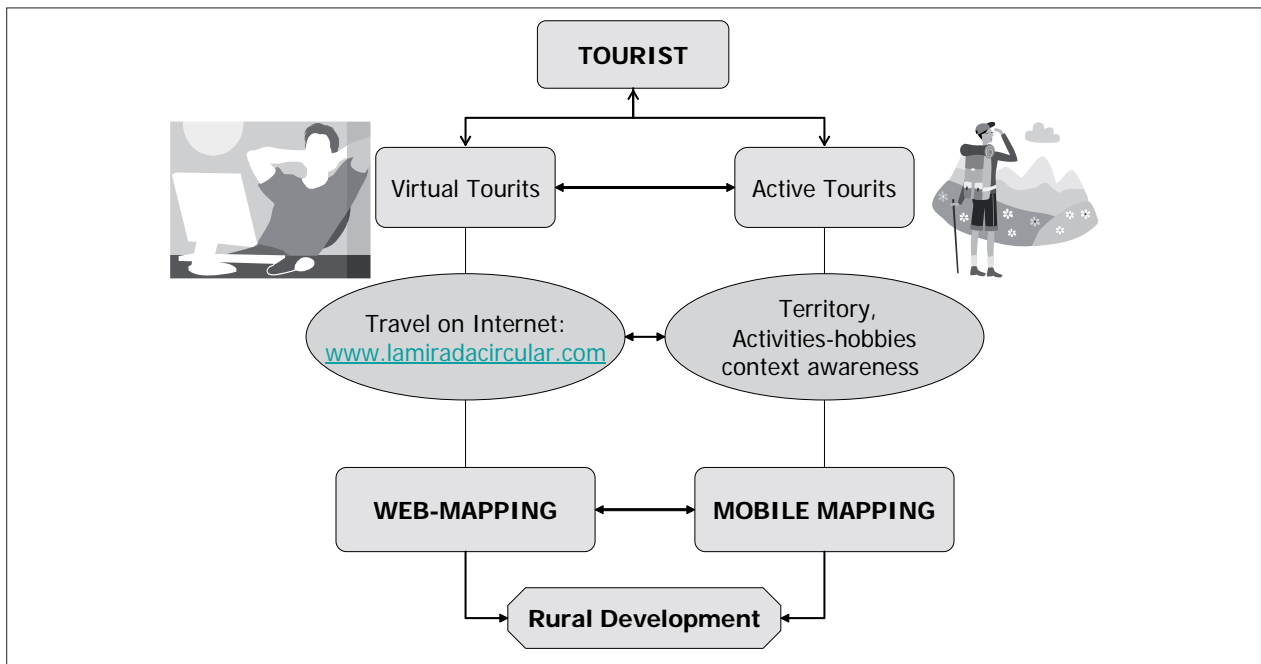 TOURIST
Virtual Tourits
Active Tourits
Travel on Internet:
www.lamiradacircular.com
Territory,
Activities-hobbies
context awareness
WEB-MAPPING
MOBILE MAPPING
Rural Development